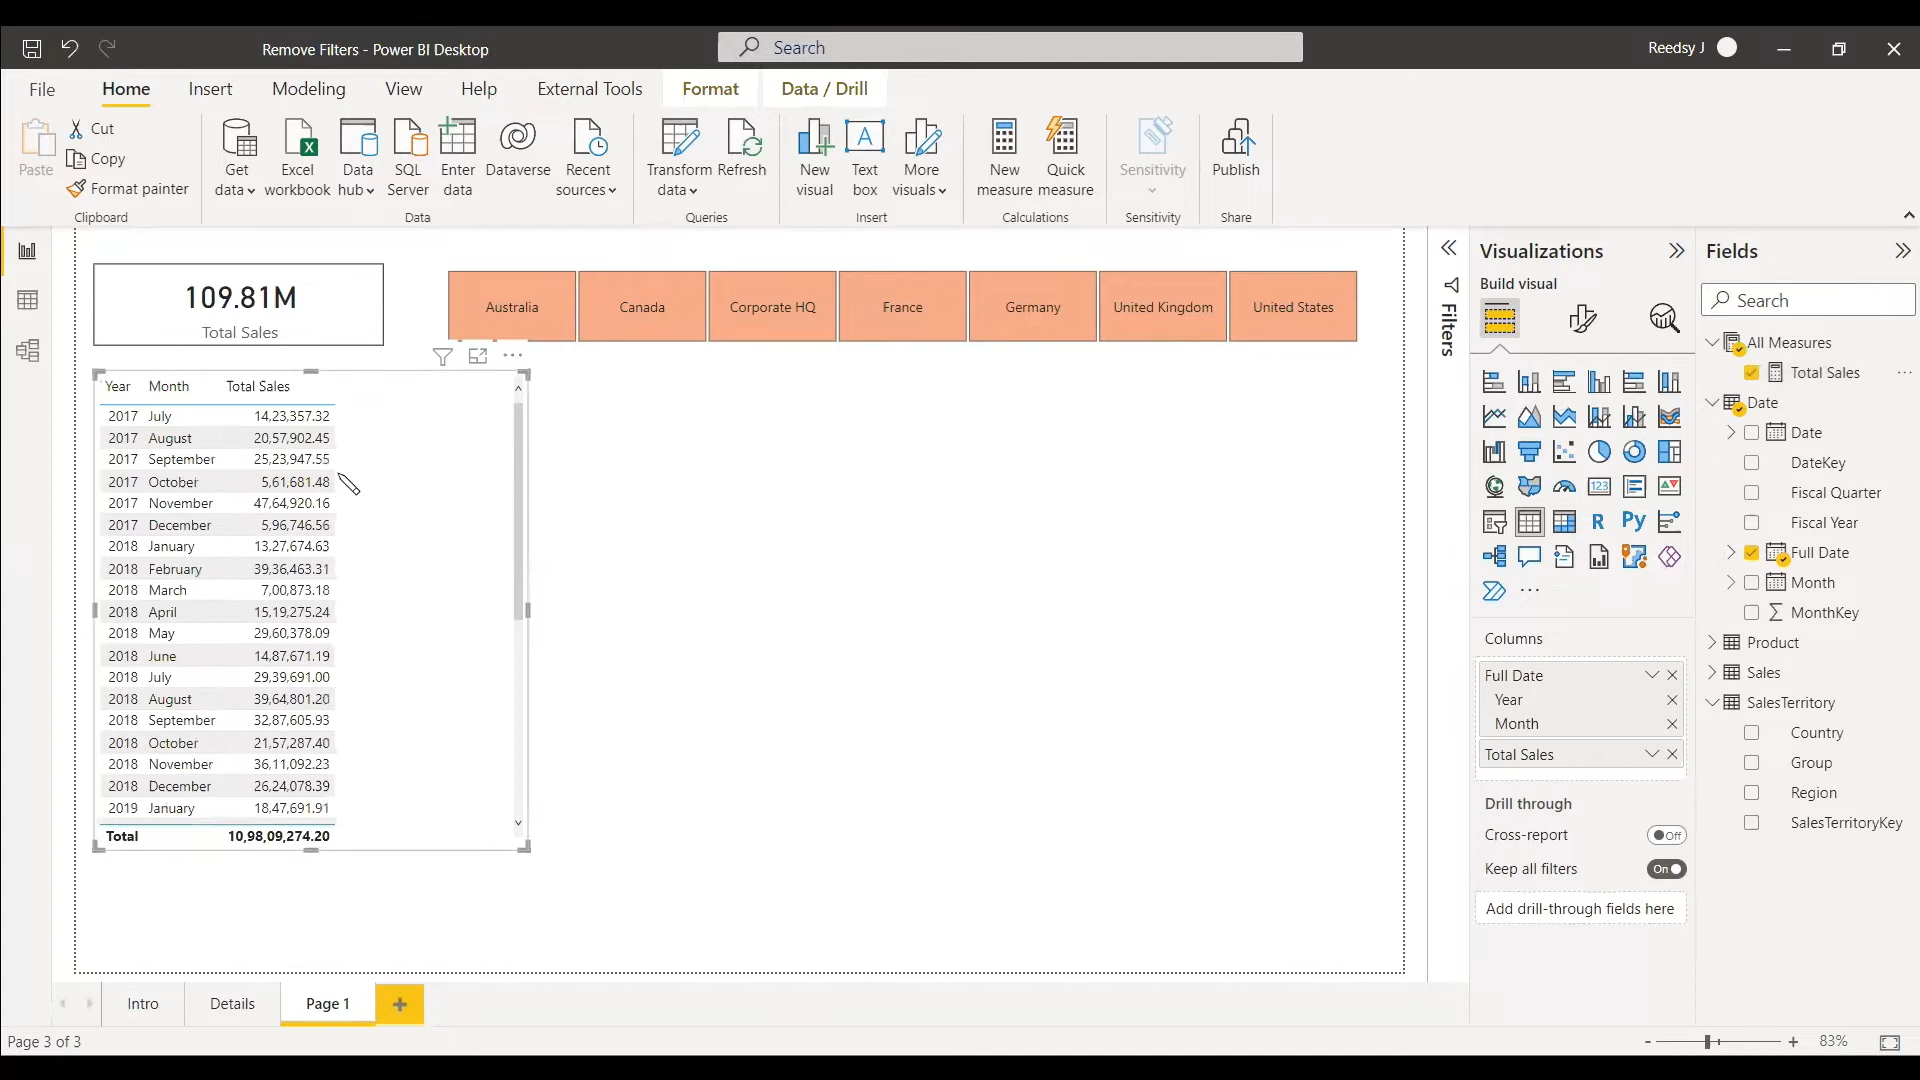 Remove Filters - Power BI Desktop
Search
Reedsy J
File
Home
Insert
Modeling
View
Help
External Tools
Format
Data / Drill
Paste
Cut
Copy
Format painter
Clipboard
Get data
Excel workbook
Data hub
SQL Server
Enter data
Dataverse
Recent sources
Data
Transform data
Refresh
Queries
New visual
A
Text box
More visuals
Insert
New measure
Quick measure
Calculations
Sensitivity
Sensitivity
Publish
Share
109.81M
Total Sales
Australia
Canada
Corporate HQ
France
Germany
United Kingdom
United States
Year Month Total Sales
2017 July 14,23,357.32
2017 August 20,57,902.45
2017 September 25,23,947.55
2017 October 5,61,681.48
2017 November 47,64,920.16
2017 December 5,96,746.56
2018 January 13,27,674.63
2018 February 39,36,463.31
2018 March 7,00,873.18
2018 April 15,19,275.24
2018 May 29,60,378.09
2018 June 14,87,671.19
2018 July 29,39,691.00
2018 August 39,64,801.20
2018 September 32,87,605.93
2018 October 21,57,287.40
2018 November 36,11,092.23
2018 December 26,24,078.39
2019 January 18,47,691.91
Total 10,98,09,274.20
Filters
Visualizations
Build visual
123
R
Py
Columns
Full Date
Year
Month
Total Sales
Drill through
Cross-report
Off
Keep all filters
On
Add drill-through fields here
Fields
Search
All Measures
Total Sales
Date
Date
DateKey
Fiscal Quarter
Fiscal Year
Full Date
Month
MonthKey
Product
Sales
SalesTerritory
Country
Group
Region
SalesTerritoryKey
Intro
Details
Page 1
Page 3 of 3
83%